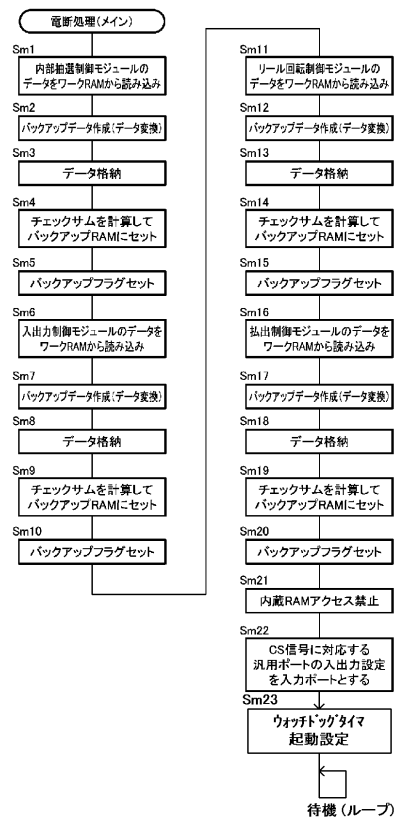 電断処理(メイン)
Sm1
内部抽選制御モジュールの
データをワークRAMから読み込み
Sm2
バックアップデータ作成(データ変換)
Sm3
データ格納
Sm4
チェックサムを計算して
バックアップRAMにセット
Sm5
バックアップフラグセット
Sm6
入出力制御モジュールのデータを
ワークRAMから読み込み
Sm7
バックアップデータ作成(データ変換)
Sm8
データ格納
Sm9
チェックサムを計算して
バックアップRAMにセット
Sm10
バックアップフラグセット
Sm11
リール回転制御モジュールの
データをワークRAMから読み込み
Sm12
バックアップデータ作成(データ変換)
Sm13
データ格納
Sm14
チェックサムを計算して
バックアップRAMにセット
Sm15
バックアップフラグセット
Sm16
払出制御モジュールのデータを
ワークRAMから読み込み
Sm17
バックアップデータ作成(データ変換)
Sm18
データ格納
Sm19
チェックサムを計算して
バックアップRAMにセット
Sm20
バックアップフラグセット
Sm21
内蔵RAMアクセス禁止
Sm22
CS信号に対応する
汎用ポートの入出力設定
を入力ポートとする
Sm23
ウォッチドッグタイマ
起動設定
待機(ループ)